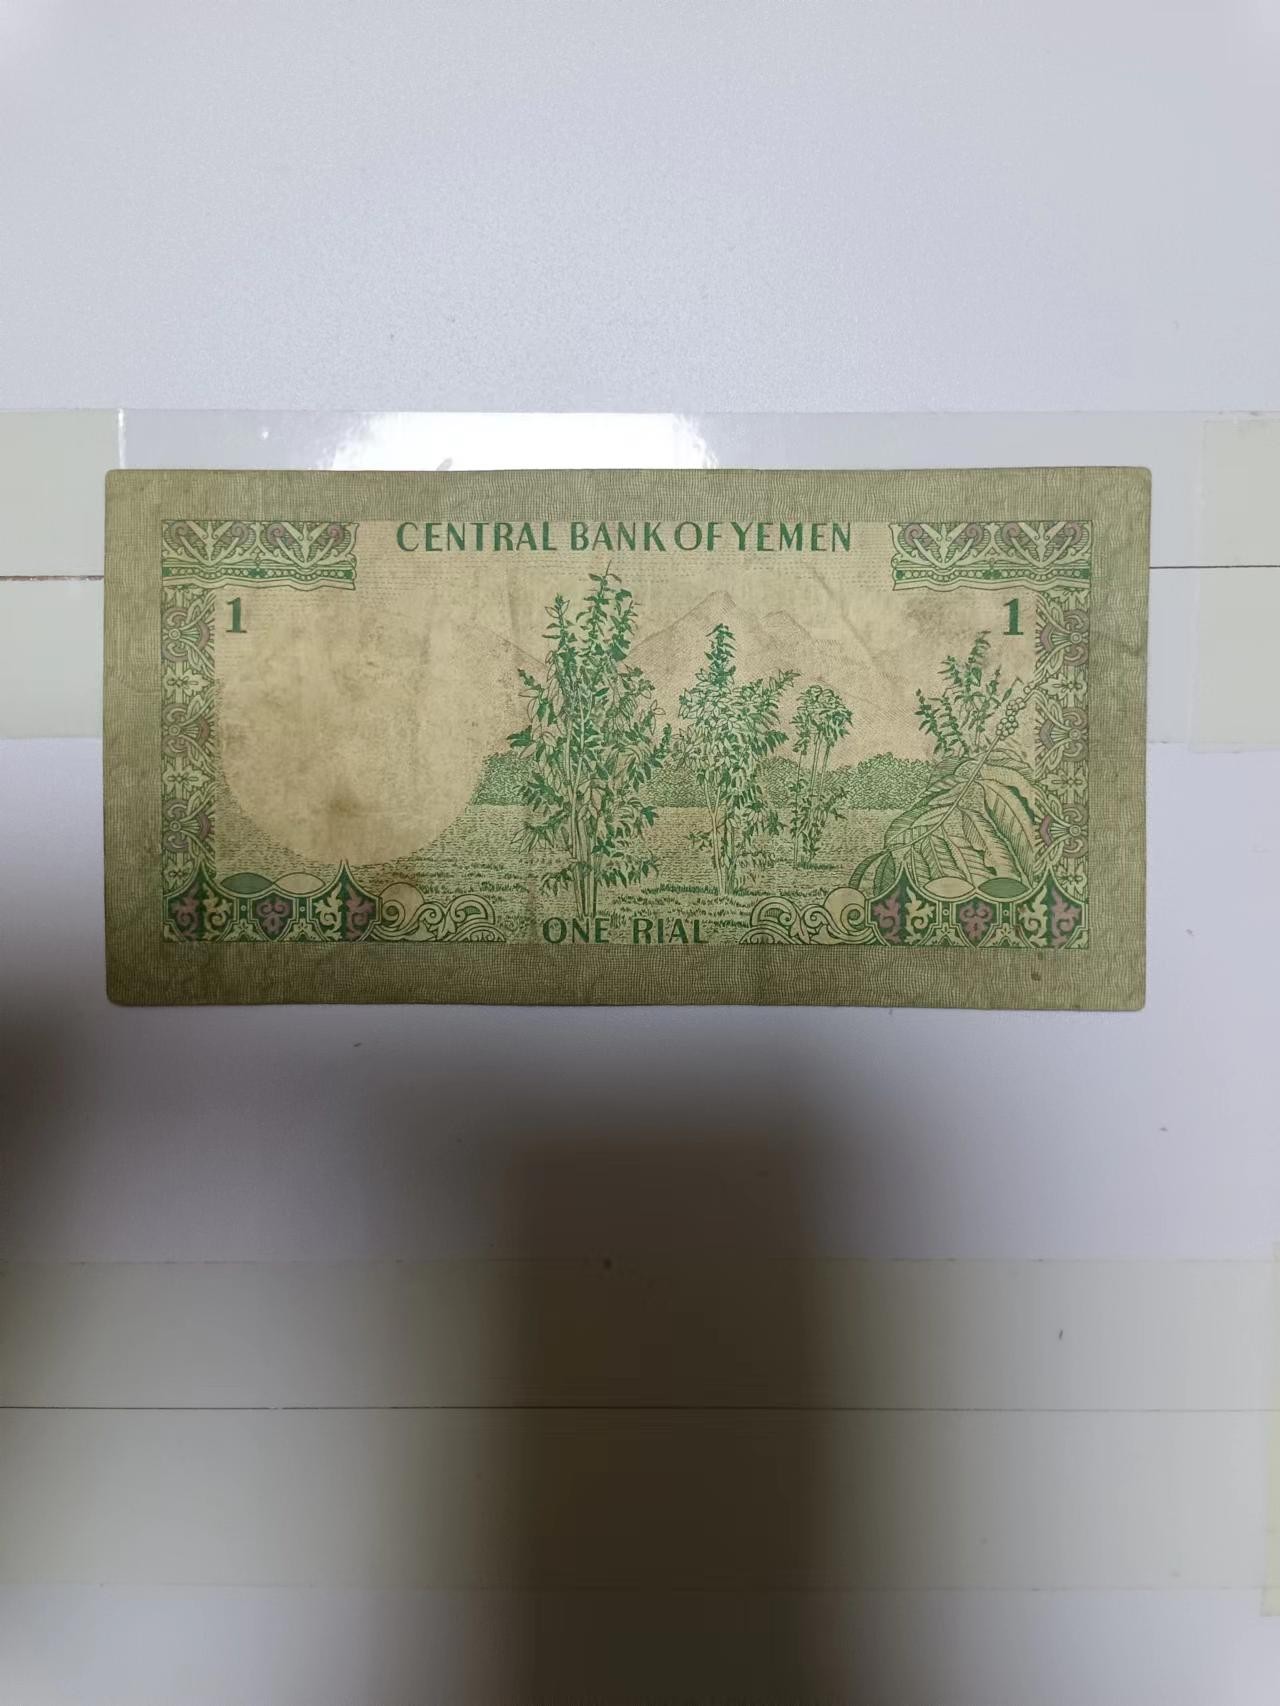 CENTRAL BANK OF YEMEN
1 1
ONE RIAL